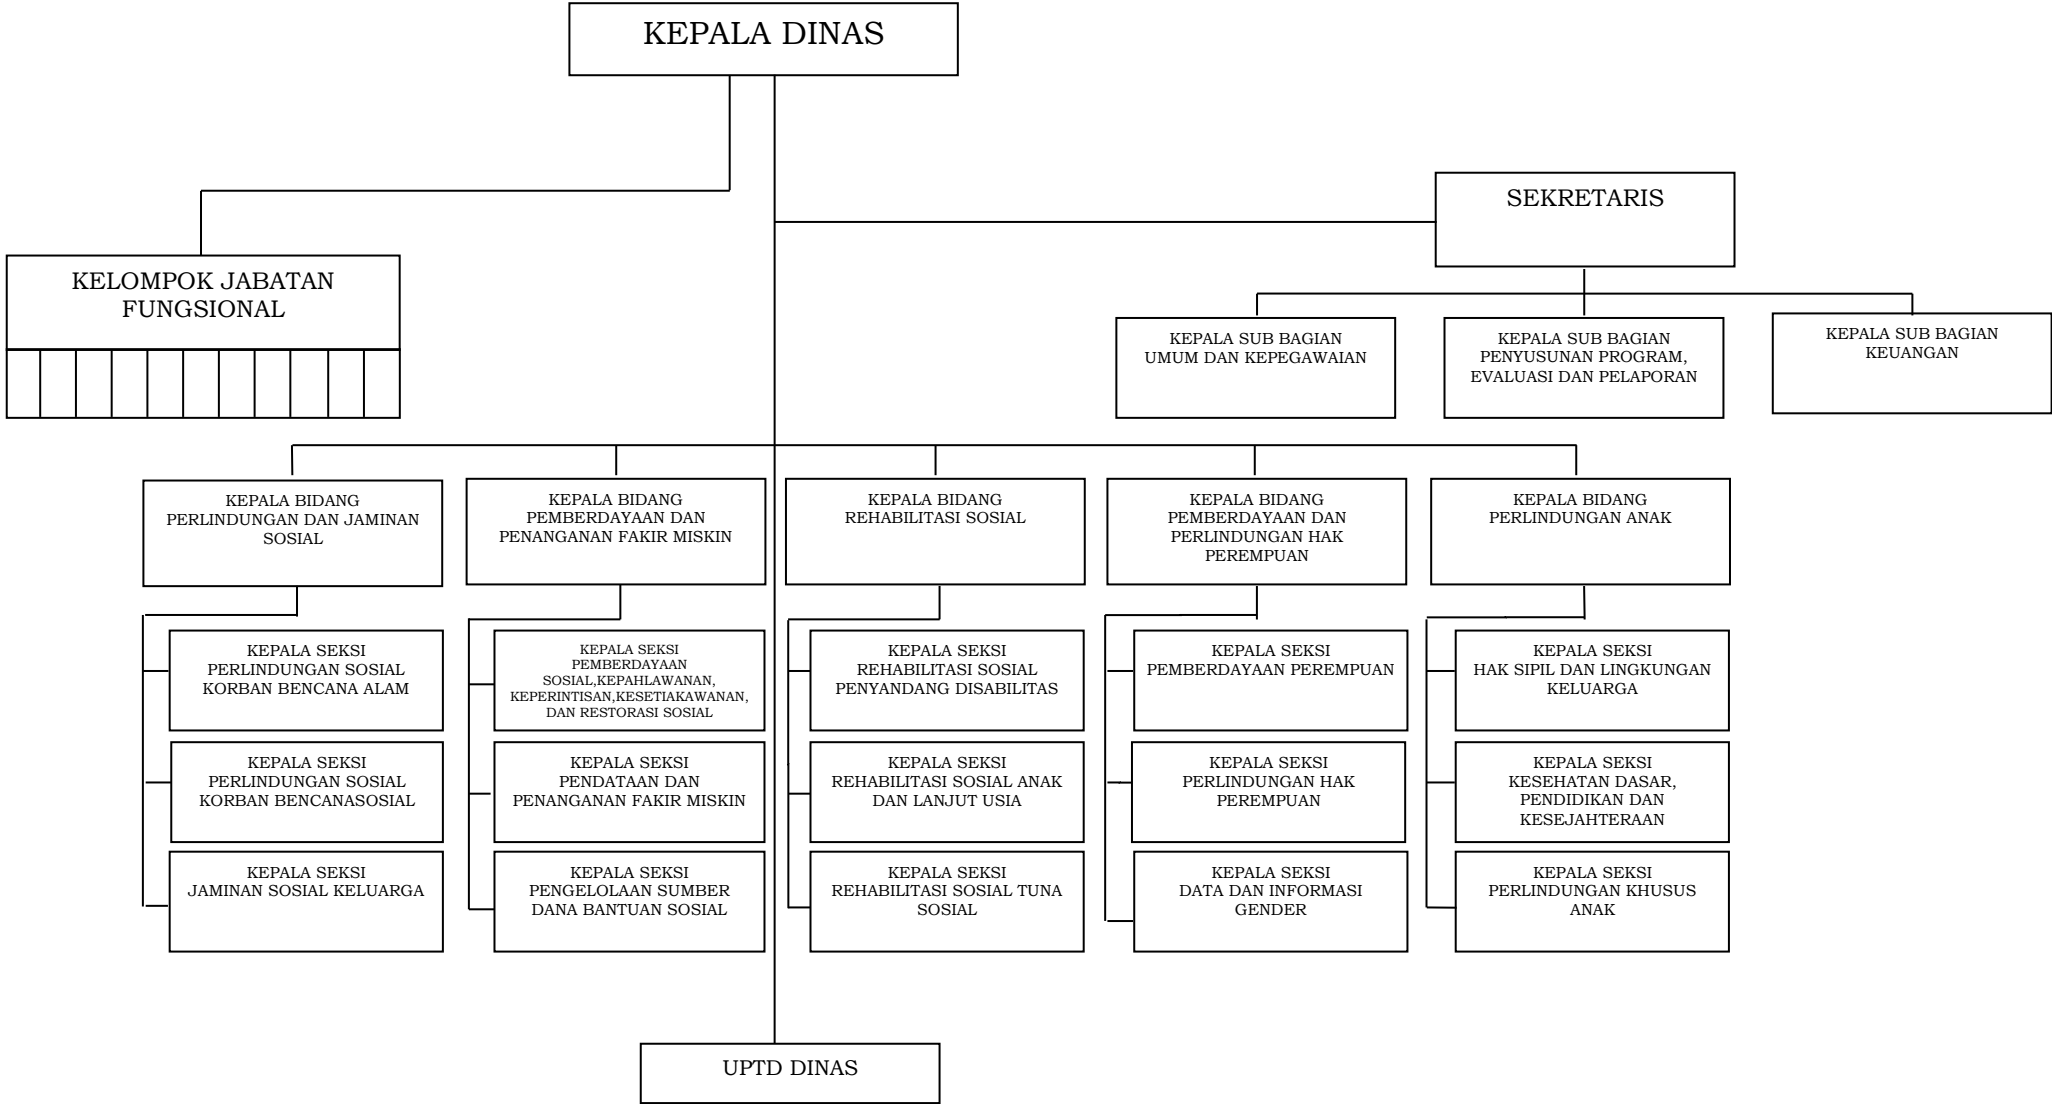 KEPALA DINAS
SEKRETARIS
KELOMPOK JABATAN
FUNGSIONAL
KEPALA SUB BAGIAN
UMUM DAN KEPEGAWAIAN
KEPALA SUB BAGIAN
PENYUSUNAN PROGRAM,
EVALUASI DAN PELAPORAN
KEPALA SUB BAGIAN
KEUANGAN
KEPALA BIDANG
PERLINDUNGAN DAN JAMINAN
SOSIAL
KEPALA BIDANG
PEMBERDAYAAN DAN
PENANGANAN FAKIR MISKIN
KEPALA BIDANG
REHABILITASI SOSIAL
KEPALA BIDANG
PEMBERDAYAAN DAN
PERLINDUNGAN HAK
PEREMPUAN
KEPALA BIDANG
PERLINDUNGAN ANAK
KEPALA SEKSI
PERLINDUNGAN SOSIAL
KORBAN BENCANA ALAM
KEPALA SEKSI
PEMBERDAYAAN
SOSIAL,KEPAHLAWANAN,
KEPERINTISAN,KESETIAKAWANAN,
DAN RESTORASI SOSIAL
KEPALA SEKSI
REHABILITASI SOSIAL
PENYANDANG DISABILITAS
KEPALA SEKSI
PEMBERDAYAAN PEREMPUAN
KEPALA SEKSI
HAK SIPIL DAN LINGKUNGAN
KELUARGA
KEPALA SEKSI
PERLINDUNGAN SOSIAL
KORBAN BENCANASOSIAL
KEPALA SEKSI
PENDATAAN DAN
PENANGANAN FAKIR MISKIN
KEPALA SEKSI
REHABILITASI SOSIAL ANAK
DAN LANJUT USIA
KEPALA SEKSI
PERLINDUNGAN HAK
PEREMPUAN
KEPALA SEKSI
KESEHATAN DASAR,
PENDIDIKAN DAN
KESEJAHTERAAN
KEPALA SEKSI
JAMINAN SOSIAL KELUARGA
KEPALA SEKSI
PENGELOLAAN SUMBER
DANA BANTUAN SOSIAL
KEPALA SEKSI
REHABILITASI SOSIAL TUNA
SOSIAL
KEPALA SEKSI
DATA DAN INFORMASI
GENDER
KEPALA SEKSI
PERLINDUNGAN KHUSUS
ANAK
UPTD DINAS